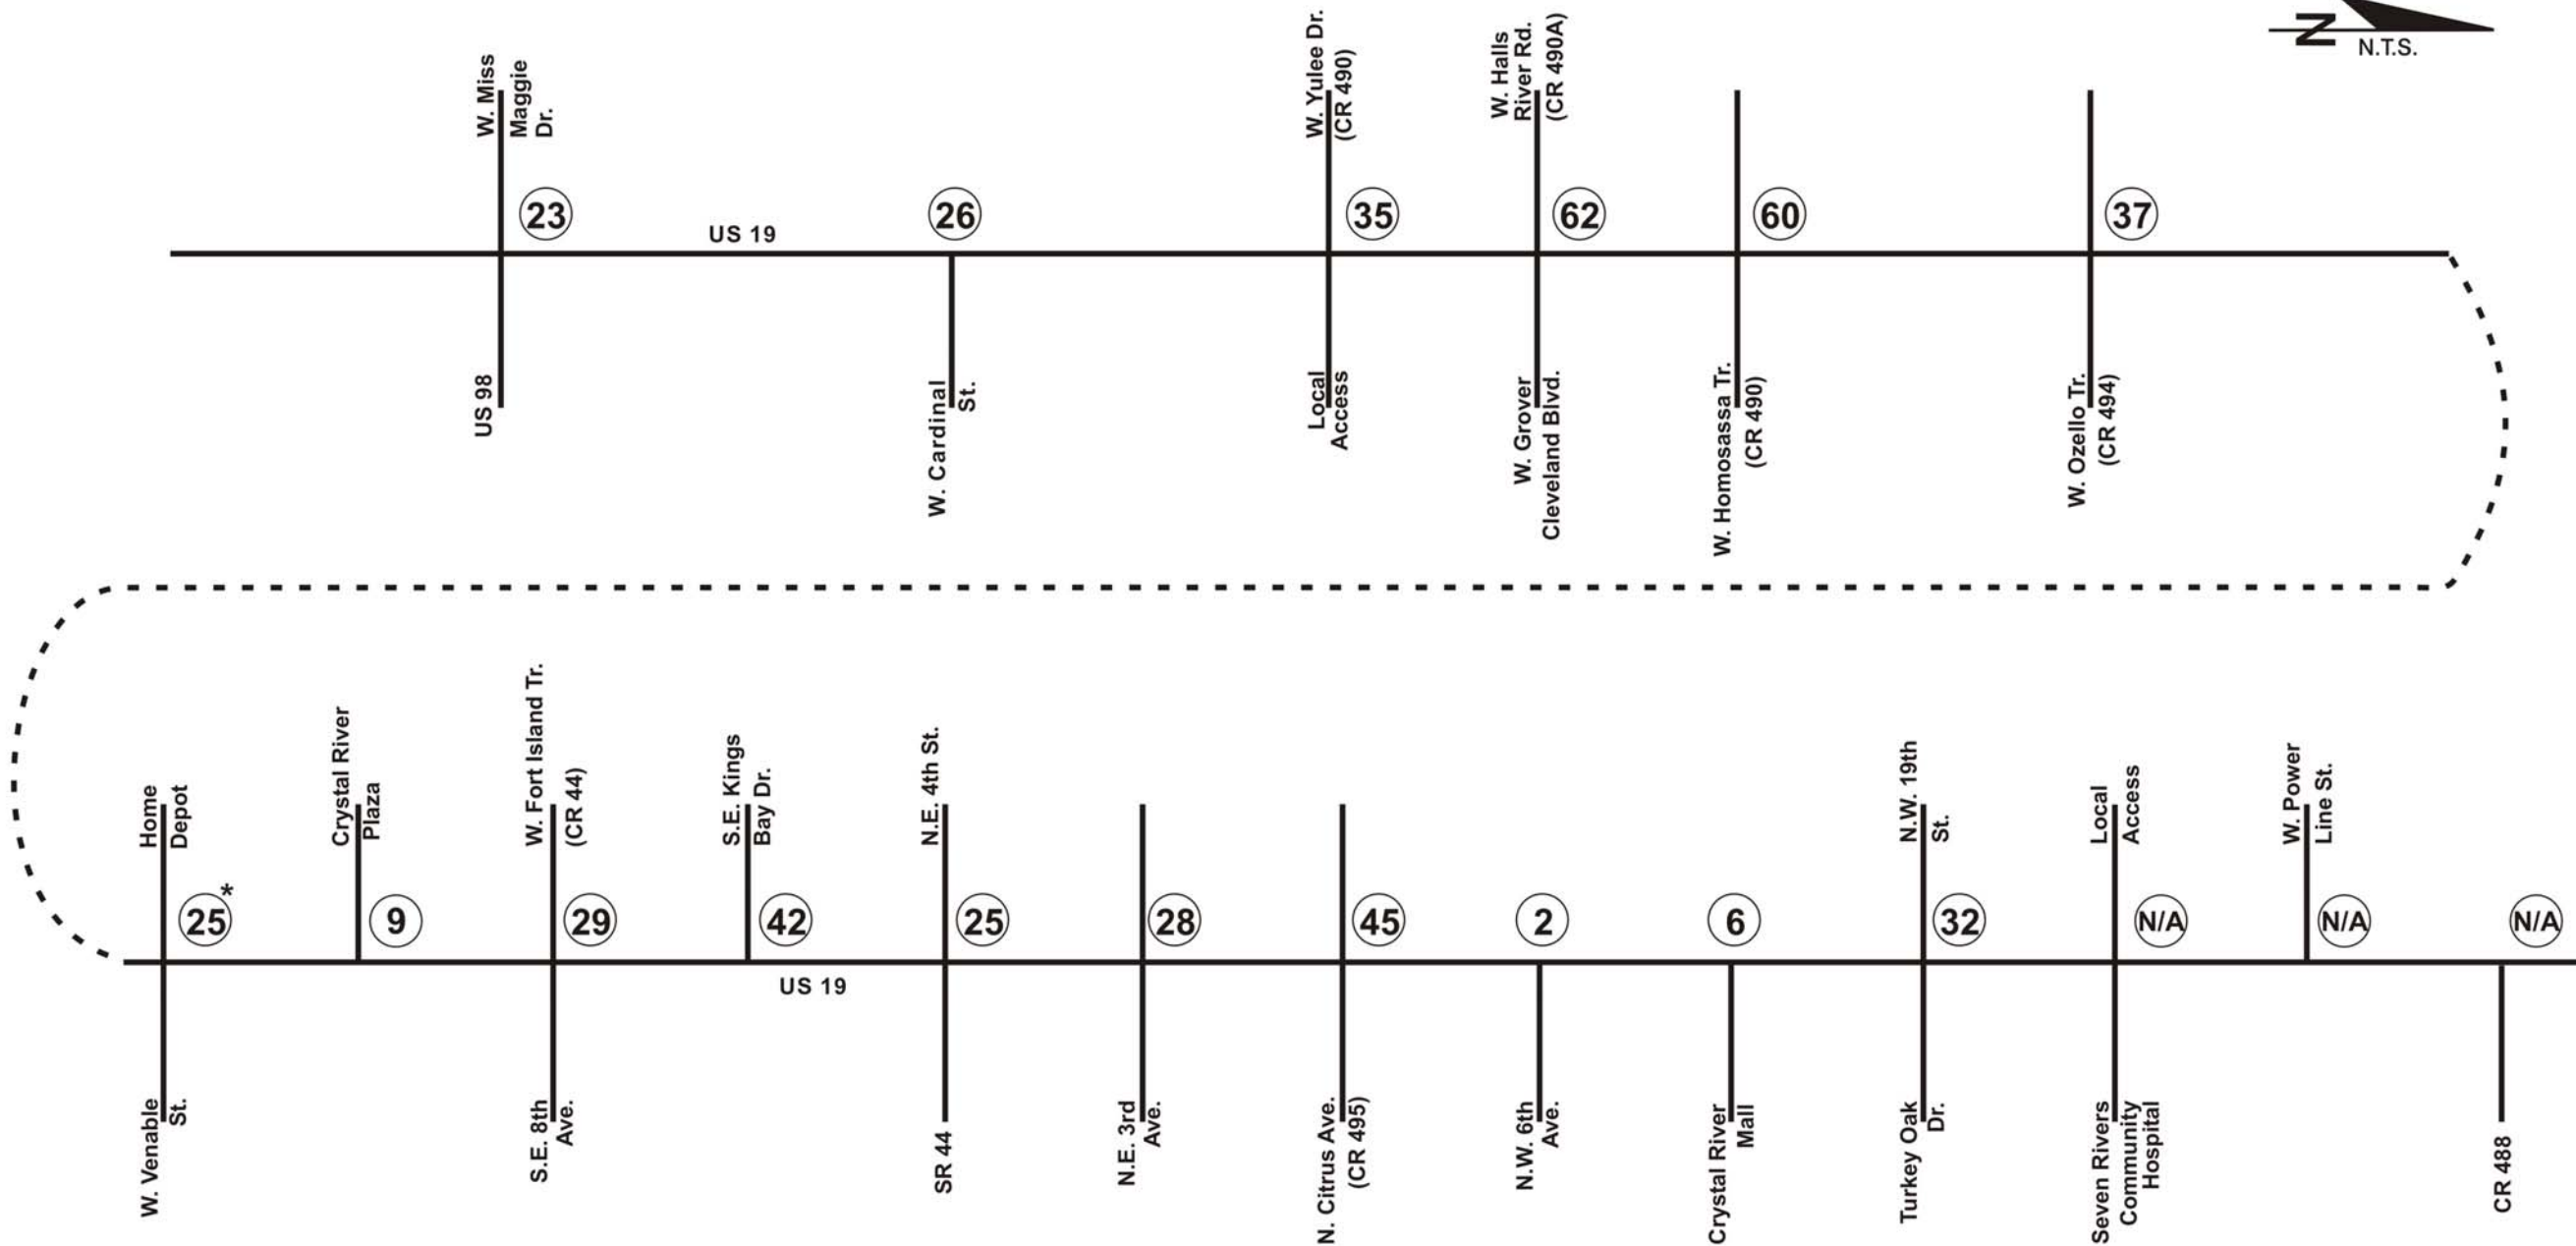 N
N.T.S.
W. Miss
Maggie
Dr.
W. Yulee Dr.
(CR 490)
W. Halls
River Rd.
(CR 490A)
23
US 19
26
35
62
60
37
US 98
W. Cardinal
St.
Local
Access
W. Grover
Cleveland Blvd.
W. Homosassa Tr.
(CR 490)
W. Ozello Tr.
(CR 494)
Home
Depot
Crystal River
Plaza
W. Fort Island Tr.
(CR 44)
S.E. Kings
Bay Dr.
N.E. 4th St.
N.W. 19th
St.
Local
Access
W. Power
Line St.
25*
9
29
42
25
28
45
2
6
32
N/A
N/A
N/A
US 19
W. Venable
St.
S.E. 8th
Ave.
SR 44
N.E. 3rd
Ave.
N. Citrus Ave.
(CR 495)
N.W. 6th
Ave.
Crystal River
Mall
Turkey Oak
Dr.
Seven Rivers
Community
Hospital
CR 488